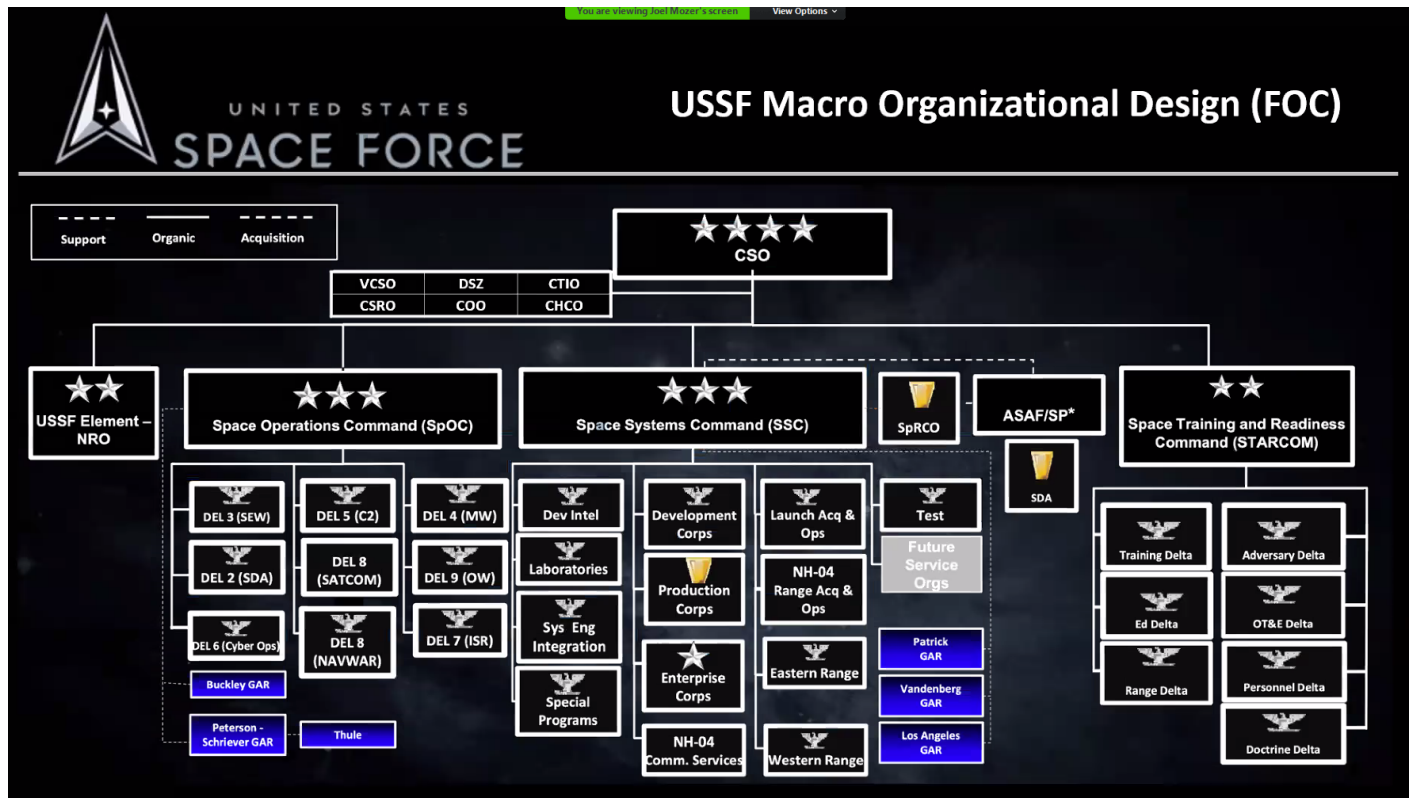 You are viewing Joel Mozer's screen
View Options
UNITED STATES
SPACE FORCE
USSF Macro Organizational Design (FOC)
Support
Organic
Acquisition
CSO
VCSO
DSZ
CTIO
CSRO
COO
CHCO
USSF Element –
NRO
Space Operations Command (SpOC)
Space Systems Command (SSC)
SpRCO
ASAF/SP*
SDA
Space Training and Readiness
Command (STARCOM)
DEL 3 (SEW)
DEL 5 (C2)
DEL 4 (MW)
DEL 2 (SDA)
DEL 8
(SATCOM)
DEL 9 (OW)
DEL 6 (Cyber Ops)
DEL 8
(NAVWAR)
DEL 7 (ISR)
Buckley GAR
Peterson -
Schriever GAR
Thule
Dev Intel
Laboratories
Sys Eng
Integration
Special
Programs
Development
Corps
Production
Corps
Enterprise
Corps
NH-04
Comm. Services
Launch Acq &
Ops
NH-04
Range Acq &
Ops
Eastern Range
Western Range
Test
Future
Service
Orgs
Patrick
GAR
Vandenberg
GAR
Los Angeles
GAR
Training Delta
Adversary Delta
Ed Delta
OT&E Delta
Range Delta
Personnel Delta
Doctrine Delta